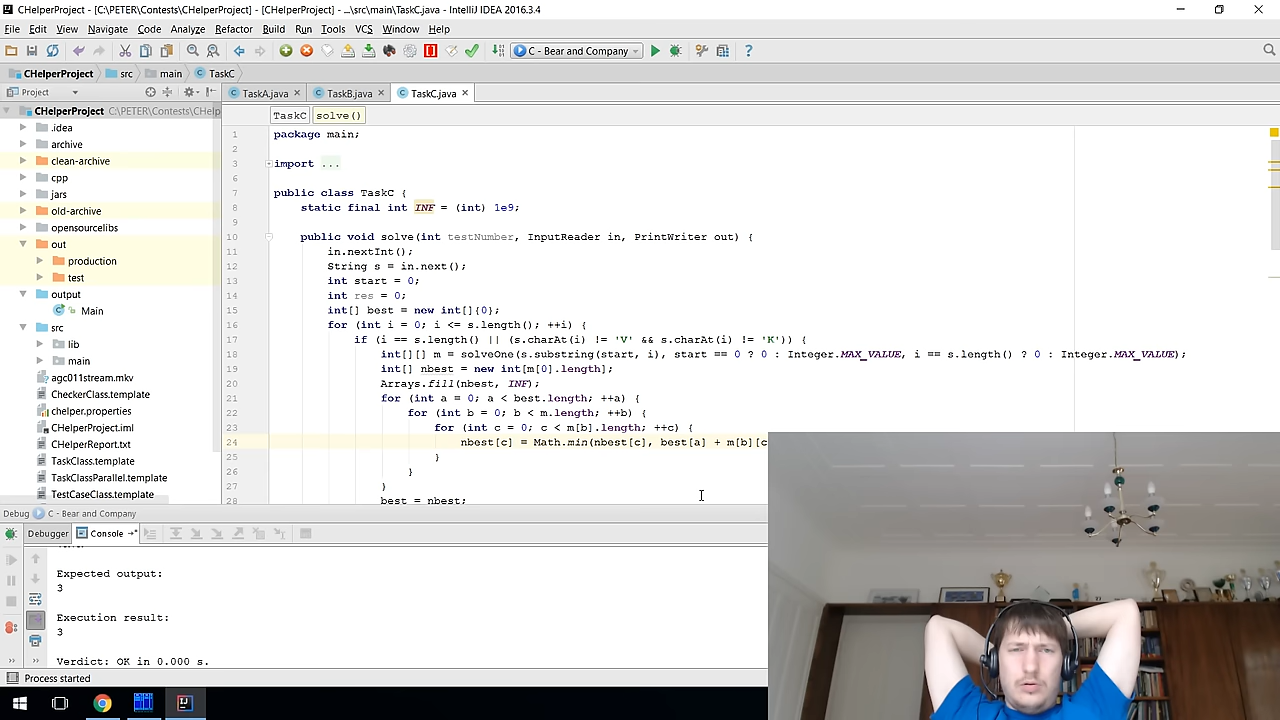 CHelperProject - [C:\PETER\Contests\CHelperProject] - [CHelperProject] - ...\src\main\TaskC.java - IntelliJ IDEA 2016.3.4
File Edit View Navigate Code Analyze Refactor Build Run Tools VCS Window Help
C - Bear and Company
CHelperProject src main TaskC
Project TaskA.java TaskB.java TaskC.java
CHelperProject C:\PETER\Contests\CHelp
.idea
archive
clean-archive
cpp
jars
old-archive
opensourcelibs
out
production
test
output
Main
src
lib
main
agc011stream.mkv
CheckerClass.template
chelper.properties
CHelperProject.iml
CHelperReport.txt
TaskClass.template
TaskClassParallel.template
TestCaseClass.template
TaskC solve()
1 package main;
2
3 import ...
6
7 public class TaskC {
8 static final int INF = (int) 1e9;
9
10 public void solve(int testNumber, InputReader in, PrintWriter out) {
11 in.nextInt();
12 String s = in.next();
13 int start = 0;
14 int res = 0;
15 int[] best = new int[]{0};
16 for (int i = 0; i <= s.length(); ++i) {
17 if (i == s.length() || (s.charAt(i) != 'V' && s.charAt(i) != 'K')) {
18 int[][] m = solveOne(s.substring(start, i), start == 0 ? 0 : Integer.MAX_VALUE, i == s.length() ? 0 : Integer.MAX_VALUE);
19 int[] nbest = new int[m[0].length];
20 Arrays.fill(nbest, INF);
21 for (int a = 0; a < best.length; ++a) {
22 for (int b = 0; b < m.length; ++b) {
23 for (int c = 0; c < m[b].length; ++c) {
24 nbest[c] = Math.min(nbest[c], best[a] + m[b][c
25 }
26 }
27 }
28 best = nbest;
Debug C - Bear and Company
Debugger Console
Expected output:
3
Execution result:
3
Verdict: OK in 0.000 s.
Process started